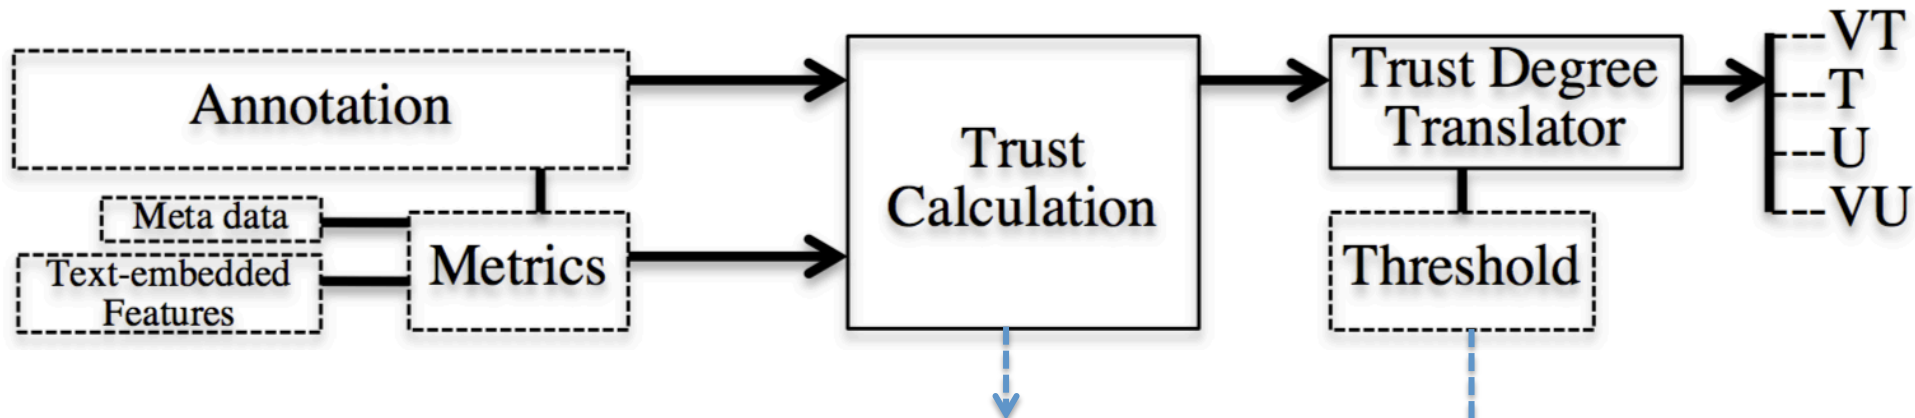 Annotation
Meta data
Text-embedded
Features
Metrics
Trust
Calculation
Trust Degree
Translator
Threshold
VT
T
U
VU